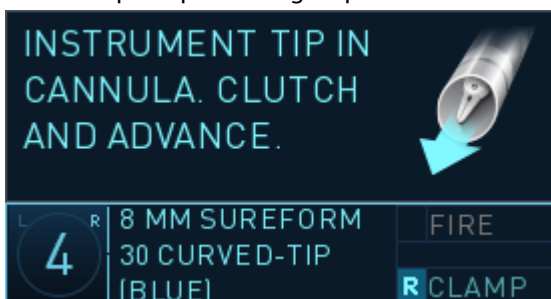 INSTRUMENT TIP IN
CANNULA. CLUTCH
AND ADVANCE.
L R
4
8 MM SUREFORM
30 CURVED-TIP
(BLUE)
FIRE
R CLAMP